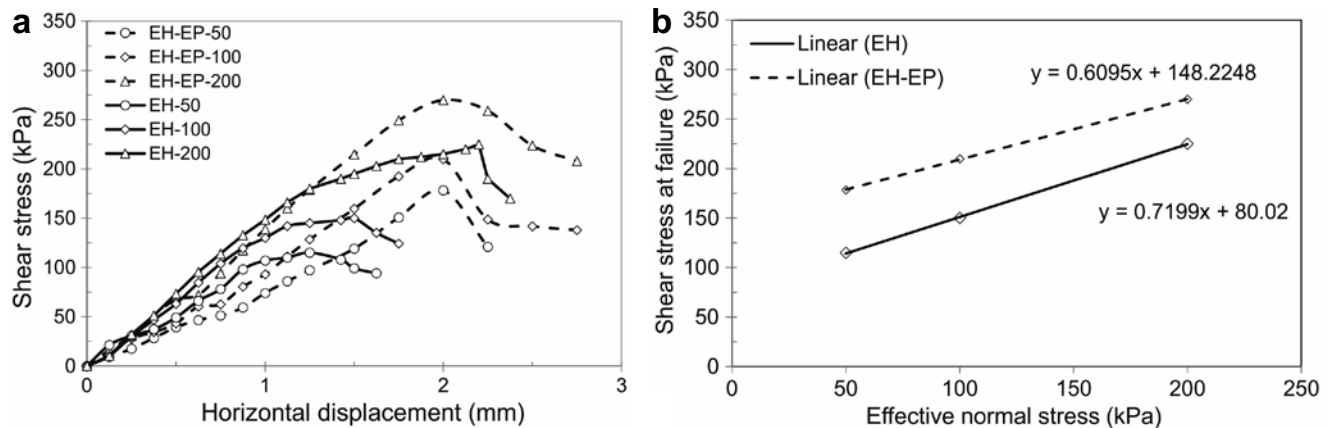 a
EH-EP-50
EH-EP-100
EH-EP-200
EH-50
EH-100
EH-200
Shear stress (kPa)
350
300
250
200
150
100
50
0
0
1
2
3
Horizontal displacement (mm)
b
Linear (EH)
Linear (EH-EP)
y = 0.6095x + 148.2248
y = 0.7199x + 80.02
Shear stress at failure (kPa)
350
300
250
200
150
100
50
0
0
50
100
150
200
250
Effective normal stress (kPa)